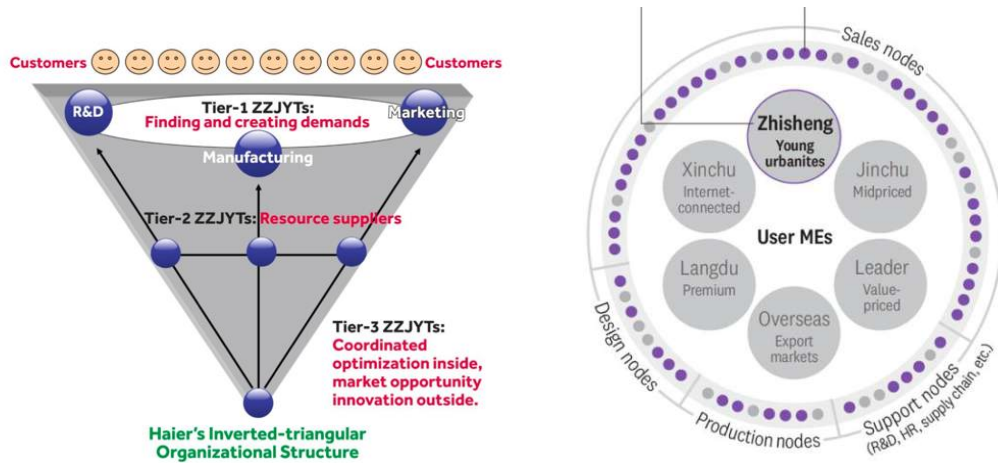 Customers
Customers
R&D
Tier-1 ZZJYTs:
Finding and creating demands
Marketing
Manufacturing
Tier-2 ZZJYTs: Resource suppliers
Tier-3 ZZJYTs:
Coordinated
optimization inside,
market opportunity
innovation outside.
Haier's Inverted-triangular
Organizational Structure
Sales nodes
Zhisheng
Young
urbanites
Xinchu
Internet-
connected
Jinchu
Midpriced
User MEs
Langdu
Premium
Leader
Value-
priced
Overseas
Export
markets
Design nodes
Production nodes
Support nodes
(R&D, HR, supply chain, etc.)